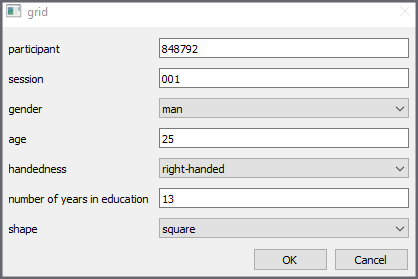 grid
participant 848792
session 001
gender man
age 25
handedness right-handed
number of years in education 13
shape square
OK Cancel